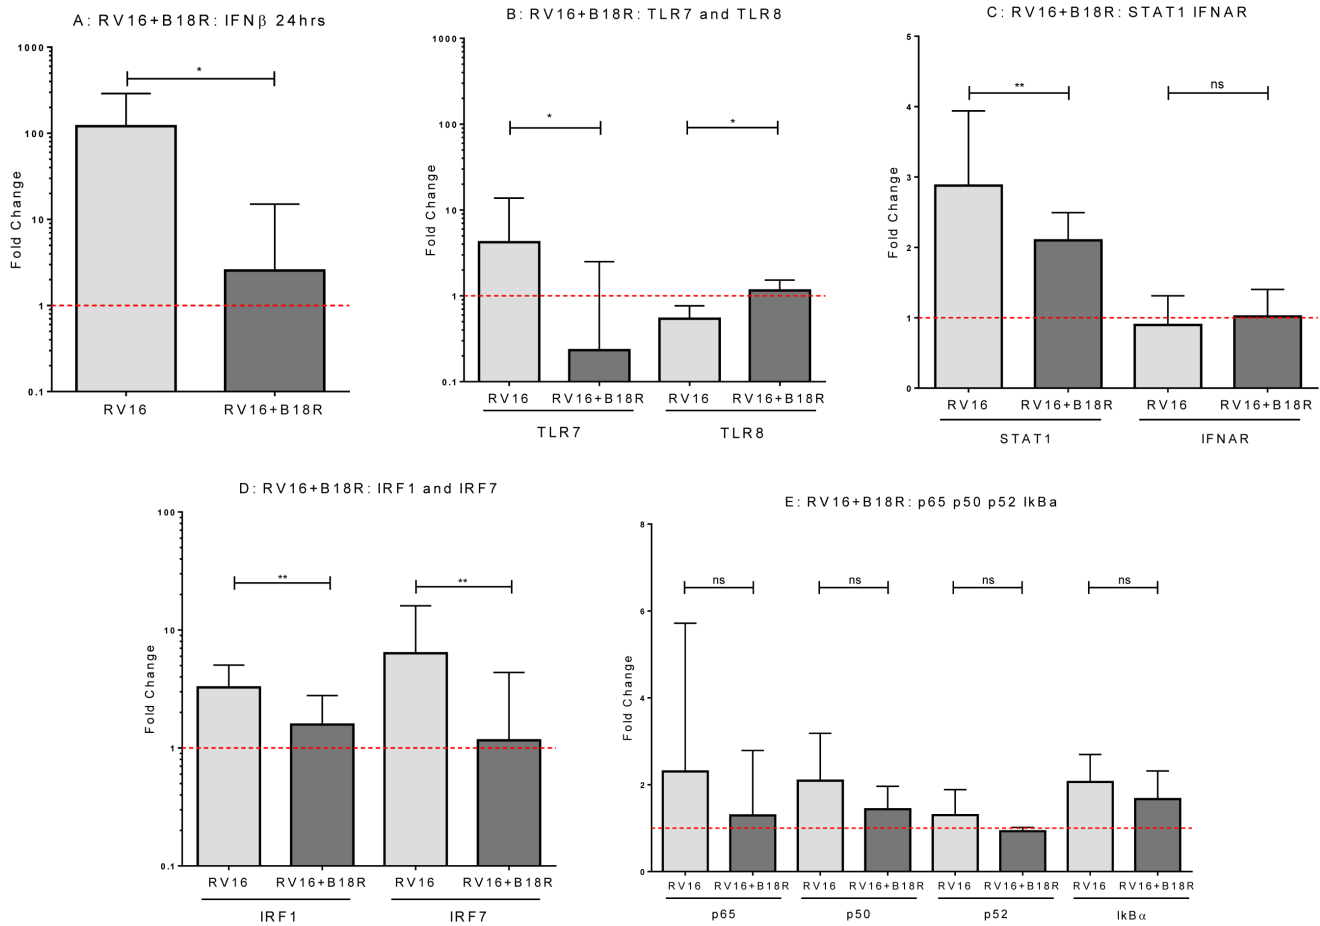 A: RV16+B18R: IFNβ 24hrs
Fold Change
1000
100
10
1
0.1
*
RV16
RV16+B18R
B: RV16+B18R: TLR7 and TLR8
Fold Change
1000
100
10
1
0.1
*
*
RV16
RV16+B18R
RV16
RV16+B18R
TLR7
TLR8
C: RV16+B18R: STAT1 IFNAR
Fold Change
5
4
3
2
1
0
**
ns
RV16
RV16+B18R
RV16
RV16+B18R
STAT1
IFNAR
D: RV16+B18R: IRF1 and IRF7
Fold Change
100
10
1
0.1
**
**
RV16
RV16+B18R
RV16
RV16+B18R
IRF1
IRF7
E: RV16+B18R: p65 p50 p52 IkBa
Fold Change
8
6
4
2
0
ns
ns
ns
ns
RV16
RV16+B18R
RV16
RV16+B18R
RV16
RV16+B18R
RV16
RV16+B18R
p65
p50
p52
IkBα